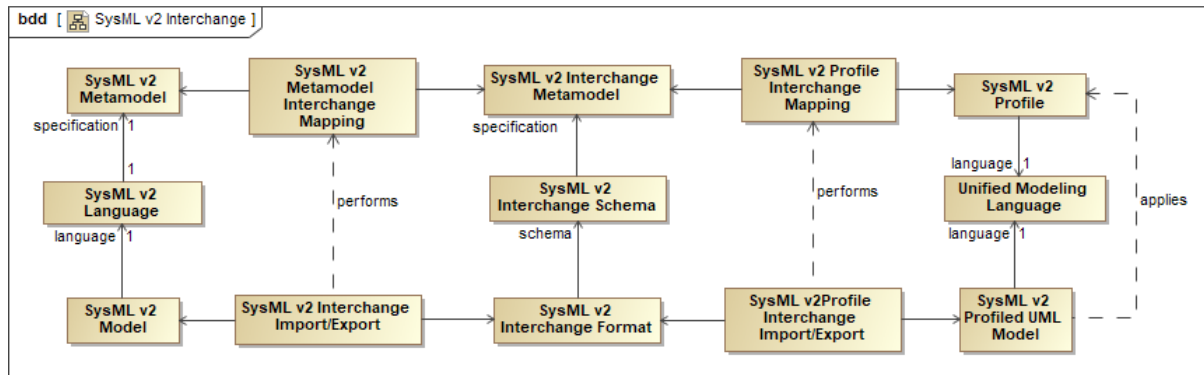 bdd [ SysML v2 Interchange ]
SysML v2
Metamodel
SysML v2
Metamodel
Interchange
Mapping
SysML v2 Interchange
Metamodel
SysML v2 Profile
Interchange
Mapping
SysML v2
Profile
specification 1
specification
1
language 1
SysML v2
Language
performs
SysML v2
Interchange Schema
performs
Unified Modeling
Language
applies
language 1
schema
language 1
SysML v2
Model
SysML v2 Interchange
Import/Export
SysML v2
Interchange Format
SysML v2Profile
Interchange
Import/Export
SysML v2
Profiled UML
Model